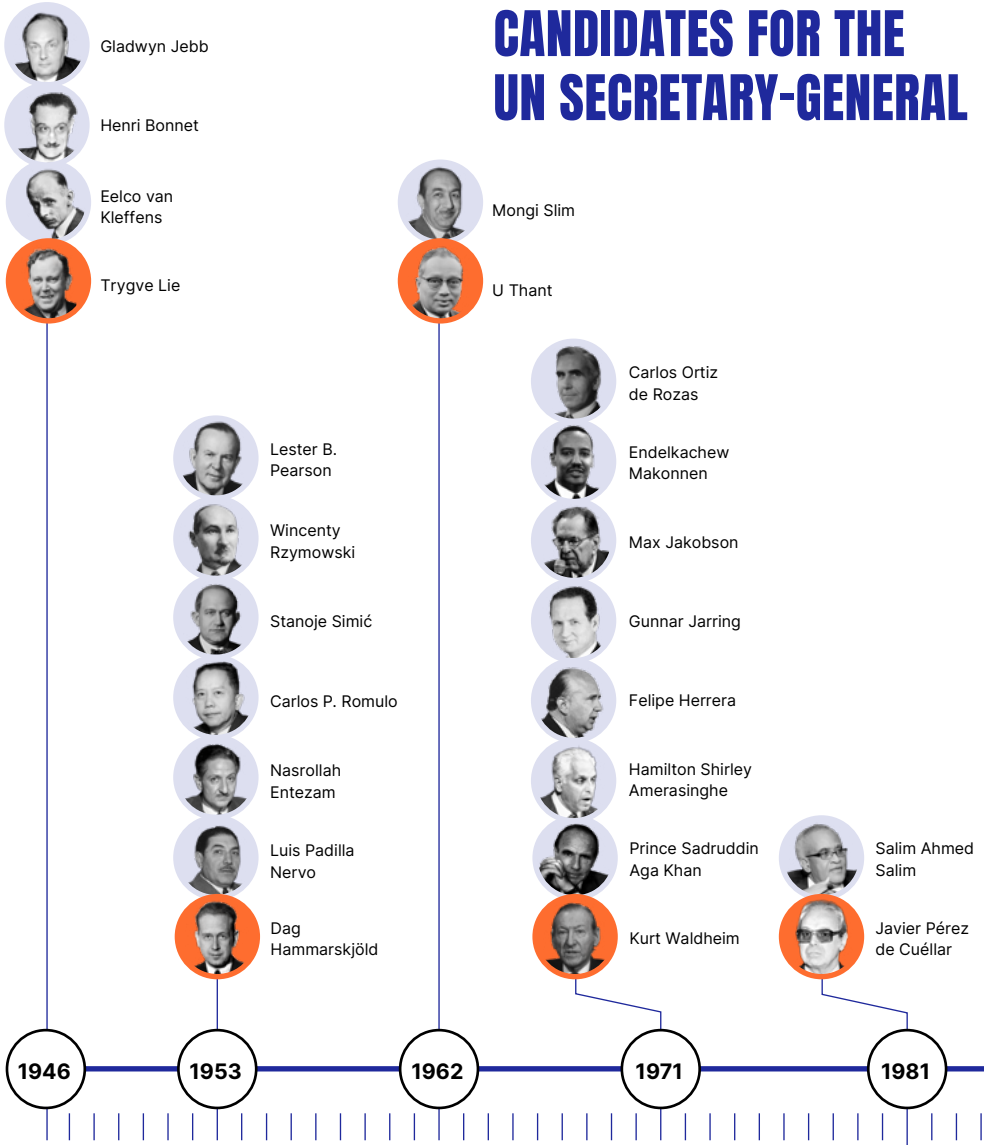 CANDIDATES FOR THE
UN SECRETARY-GENERAL
Gladwyn Jebb
Henri Bonnet
Eelco van
Kleffens
Trygve Lie
Lester B.
Pearson
Wincenty
Rzymowski
Stanoje Simić
Carlos P. Romulo
Nasrollah
Entezam
Luis Padilla
Nervo
Dag
Hammarskjöld
Mongi Slim
U Thant
Carlos Ortiz
de Rozas
Endelkachew
Makonnen
Max Jakobson
Gunnar Jarring
Felipe Herrera
Hamilton Shirley
Amerasinghe
Prince Sadruddin
Aga Khan
Kurt Waldheim
Salim Ahmed
Salim
Javier Pérez
de Cuéllar
1946
1953
1962
1971
1981